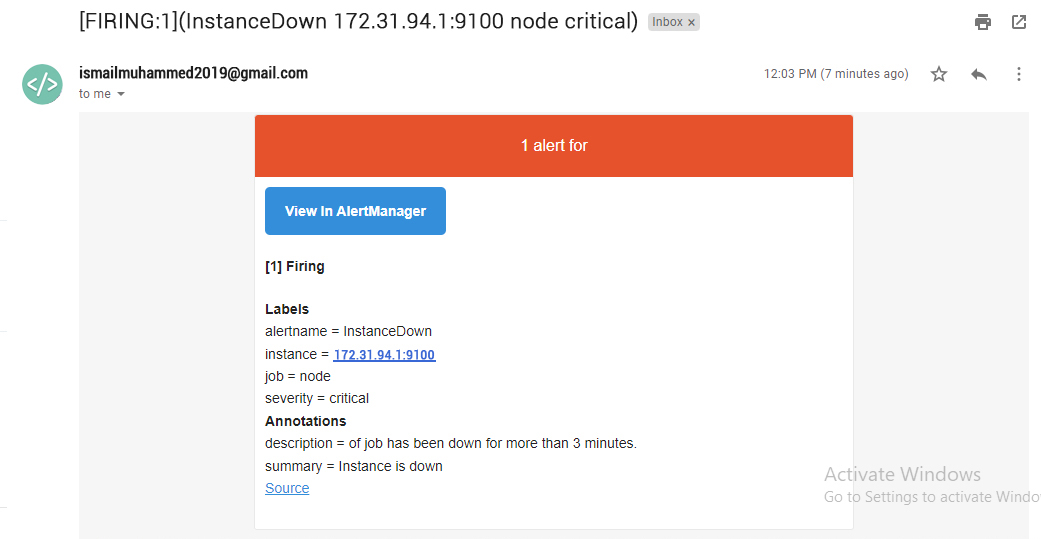 [FIRING:1](InstanceDown 172.31.94.1:9100 node critical) Inbox ×
ismailmuhammed2019@gmail.com 12:03 PM (7 minutes ago)
to me
1 alert for
View In AlertManager
[1] Firing
Labels
alertname = InstanceDown
instance = 172.31.94.1:9100
job = node
severity = critical
Annotations
description = of job has been down for more than 3 minutes.
summary = Instance is down
Source
Activate Windows
Go to Settings to activate Windo